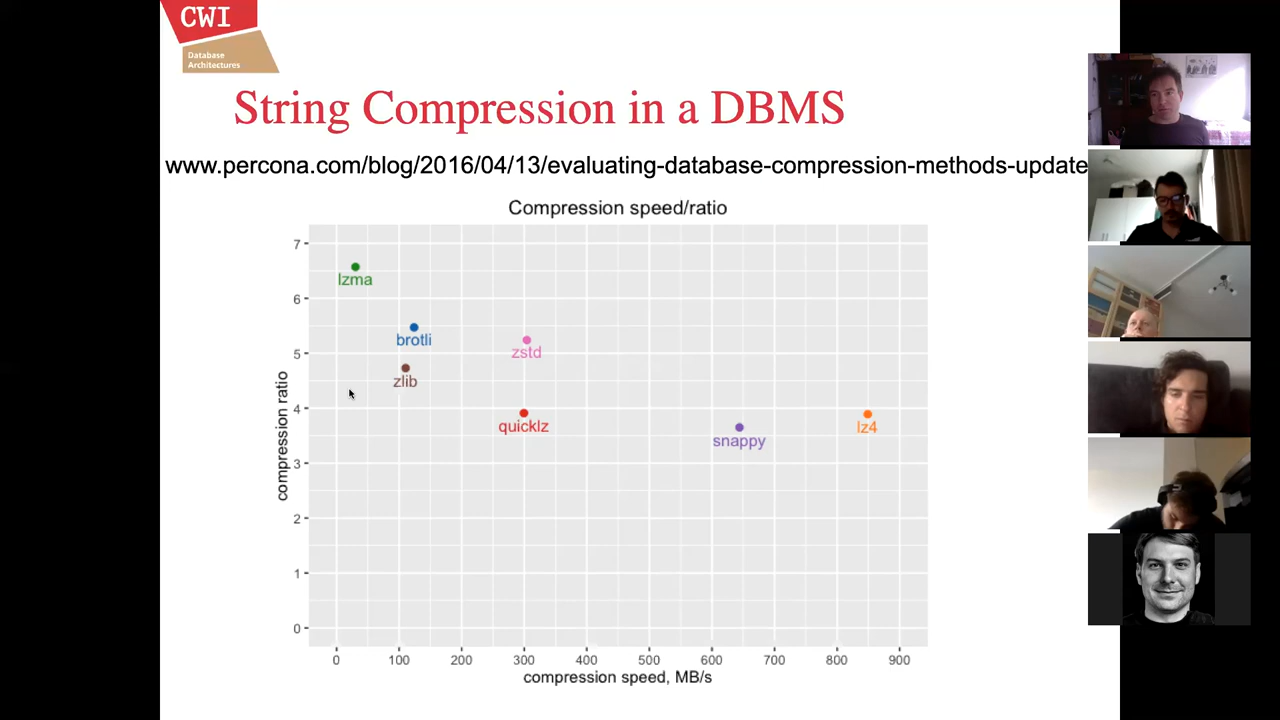 CWI
Database
Architectures
String Compression in a DBMS
www.percona.com/blog/2016/04/13/evaluating-database-compression-methods-update
Compression speed/ratio
7
6
5
4
3
2
1
0
compression ratio
lzma
brotli
zlib
zstd
quicklz
snappy
lz4
0 100 200 300 400 500 600 700 800 900
compression speed, MB/s